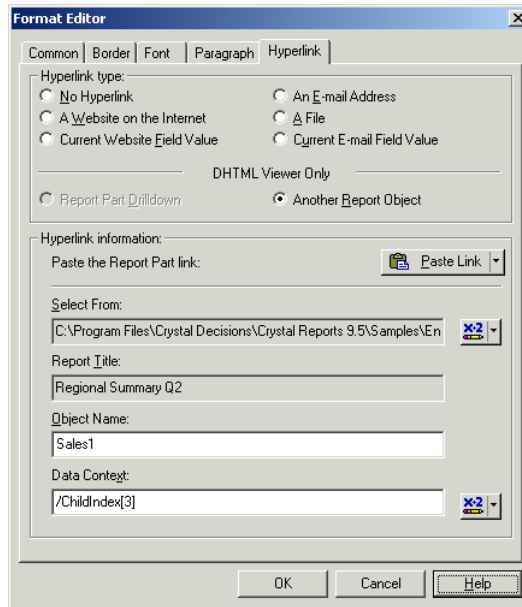 Format Editor
Common Border Font Paragraph Hyperlink
Hyperlink type:
No Hyperlink An E-mail Address
A Website on the Internet A File
Current Website Field Value Current E-mail Field Value
DHTML Viewer Only
Report Part Drilldown Another Report Object
Hyperlink information:
Paste the Report Part link: Paste Link
Select From:
C:\Program Files\Crystal Decisions\Crystal Reports 9.5\Samples\En
X+2
Report Title:
Regional Summary Q2
Object Name:
Sales1
Data Context:
/ChildIndex[3]
X+2
OK Cancel Help